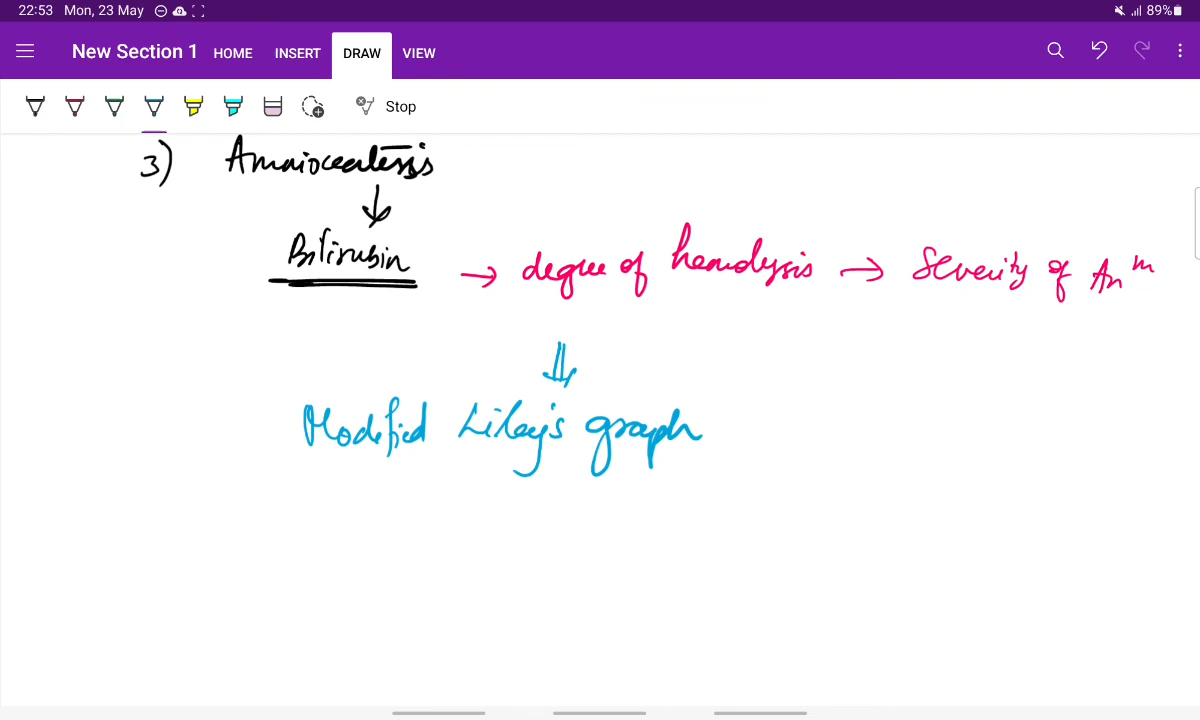 22:53 Mon, 23 May 89%
New Section 1 HOME INSERT DRAW VIEW
Stop
3) Amniocentesis
↓
Bilirubin → degree of hemolysis → Severity of An^m
⇓
Modified Liley's graph